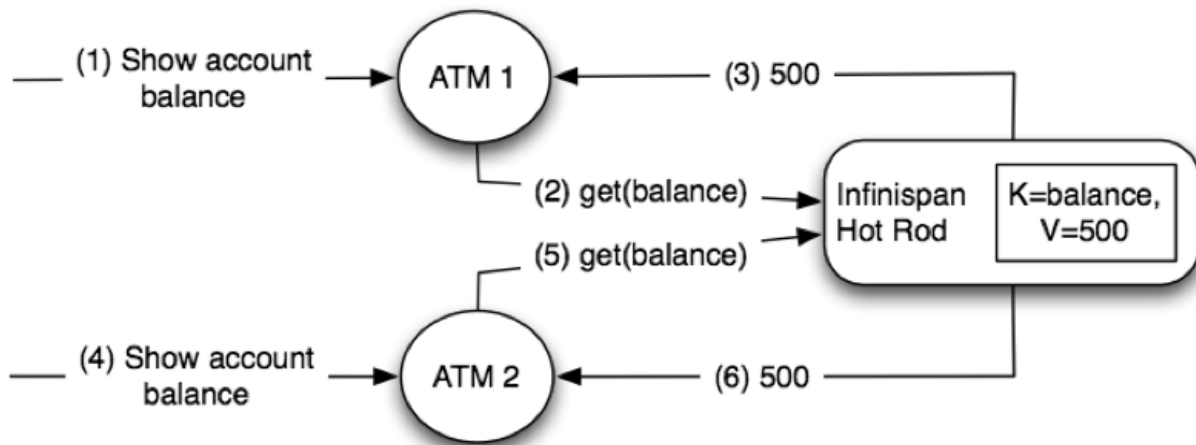 (1) Show account
balance
ATM 1
(3) 500
(2) get(balance)
Infinispan
Hot Rod
K=balance,
V=500
(5) get(balance)
(4) Show account
balance
ATM 2
(6) 500